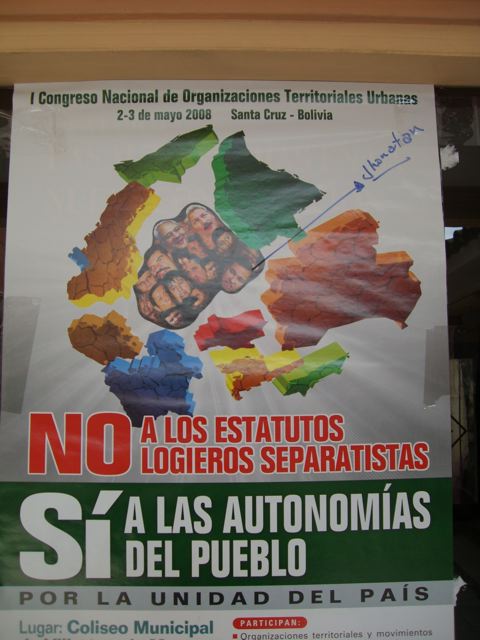 I Congreso Nacional de Organizaciones Territoriales Urbanas
2-3 de mayo 2008 Santa Cruz - Bolivia
Jhonatan
NO A LOS ESTATUTOS
LOGIEROS SEPARATISTAS
SÍ A LAS AUTONOMÍAS
DEL PUEBLO
POR LA UNIDAD DEL PAÍS
Lugar: Coliseo Municipal
PARTICIPAN:
Organizaciones territoriales y movimientos